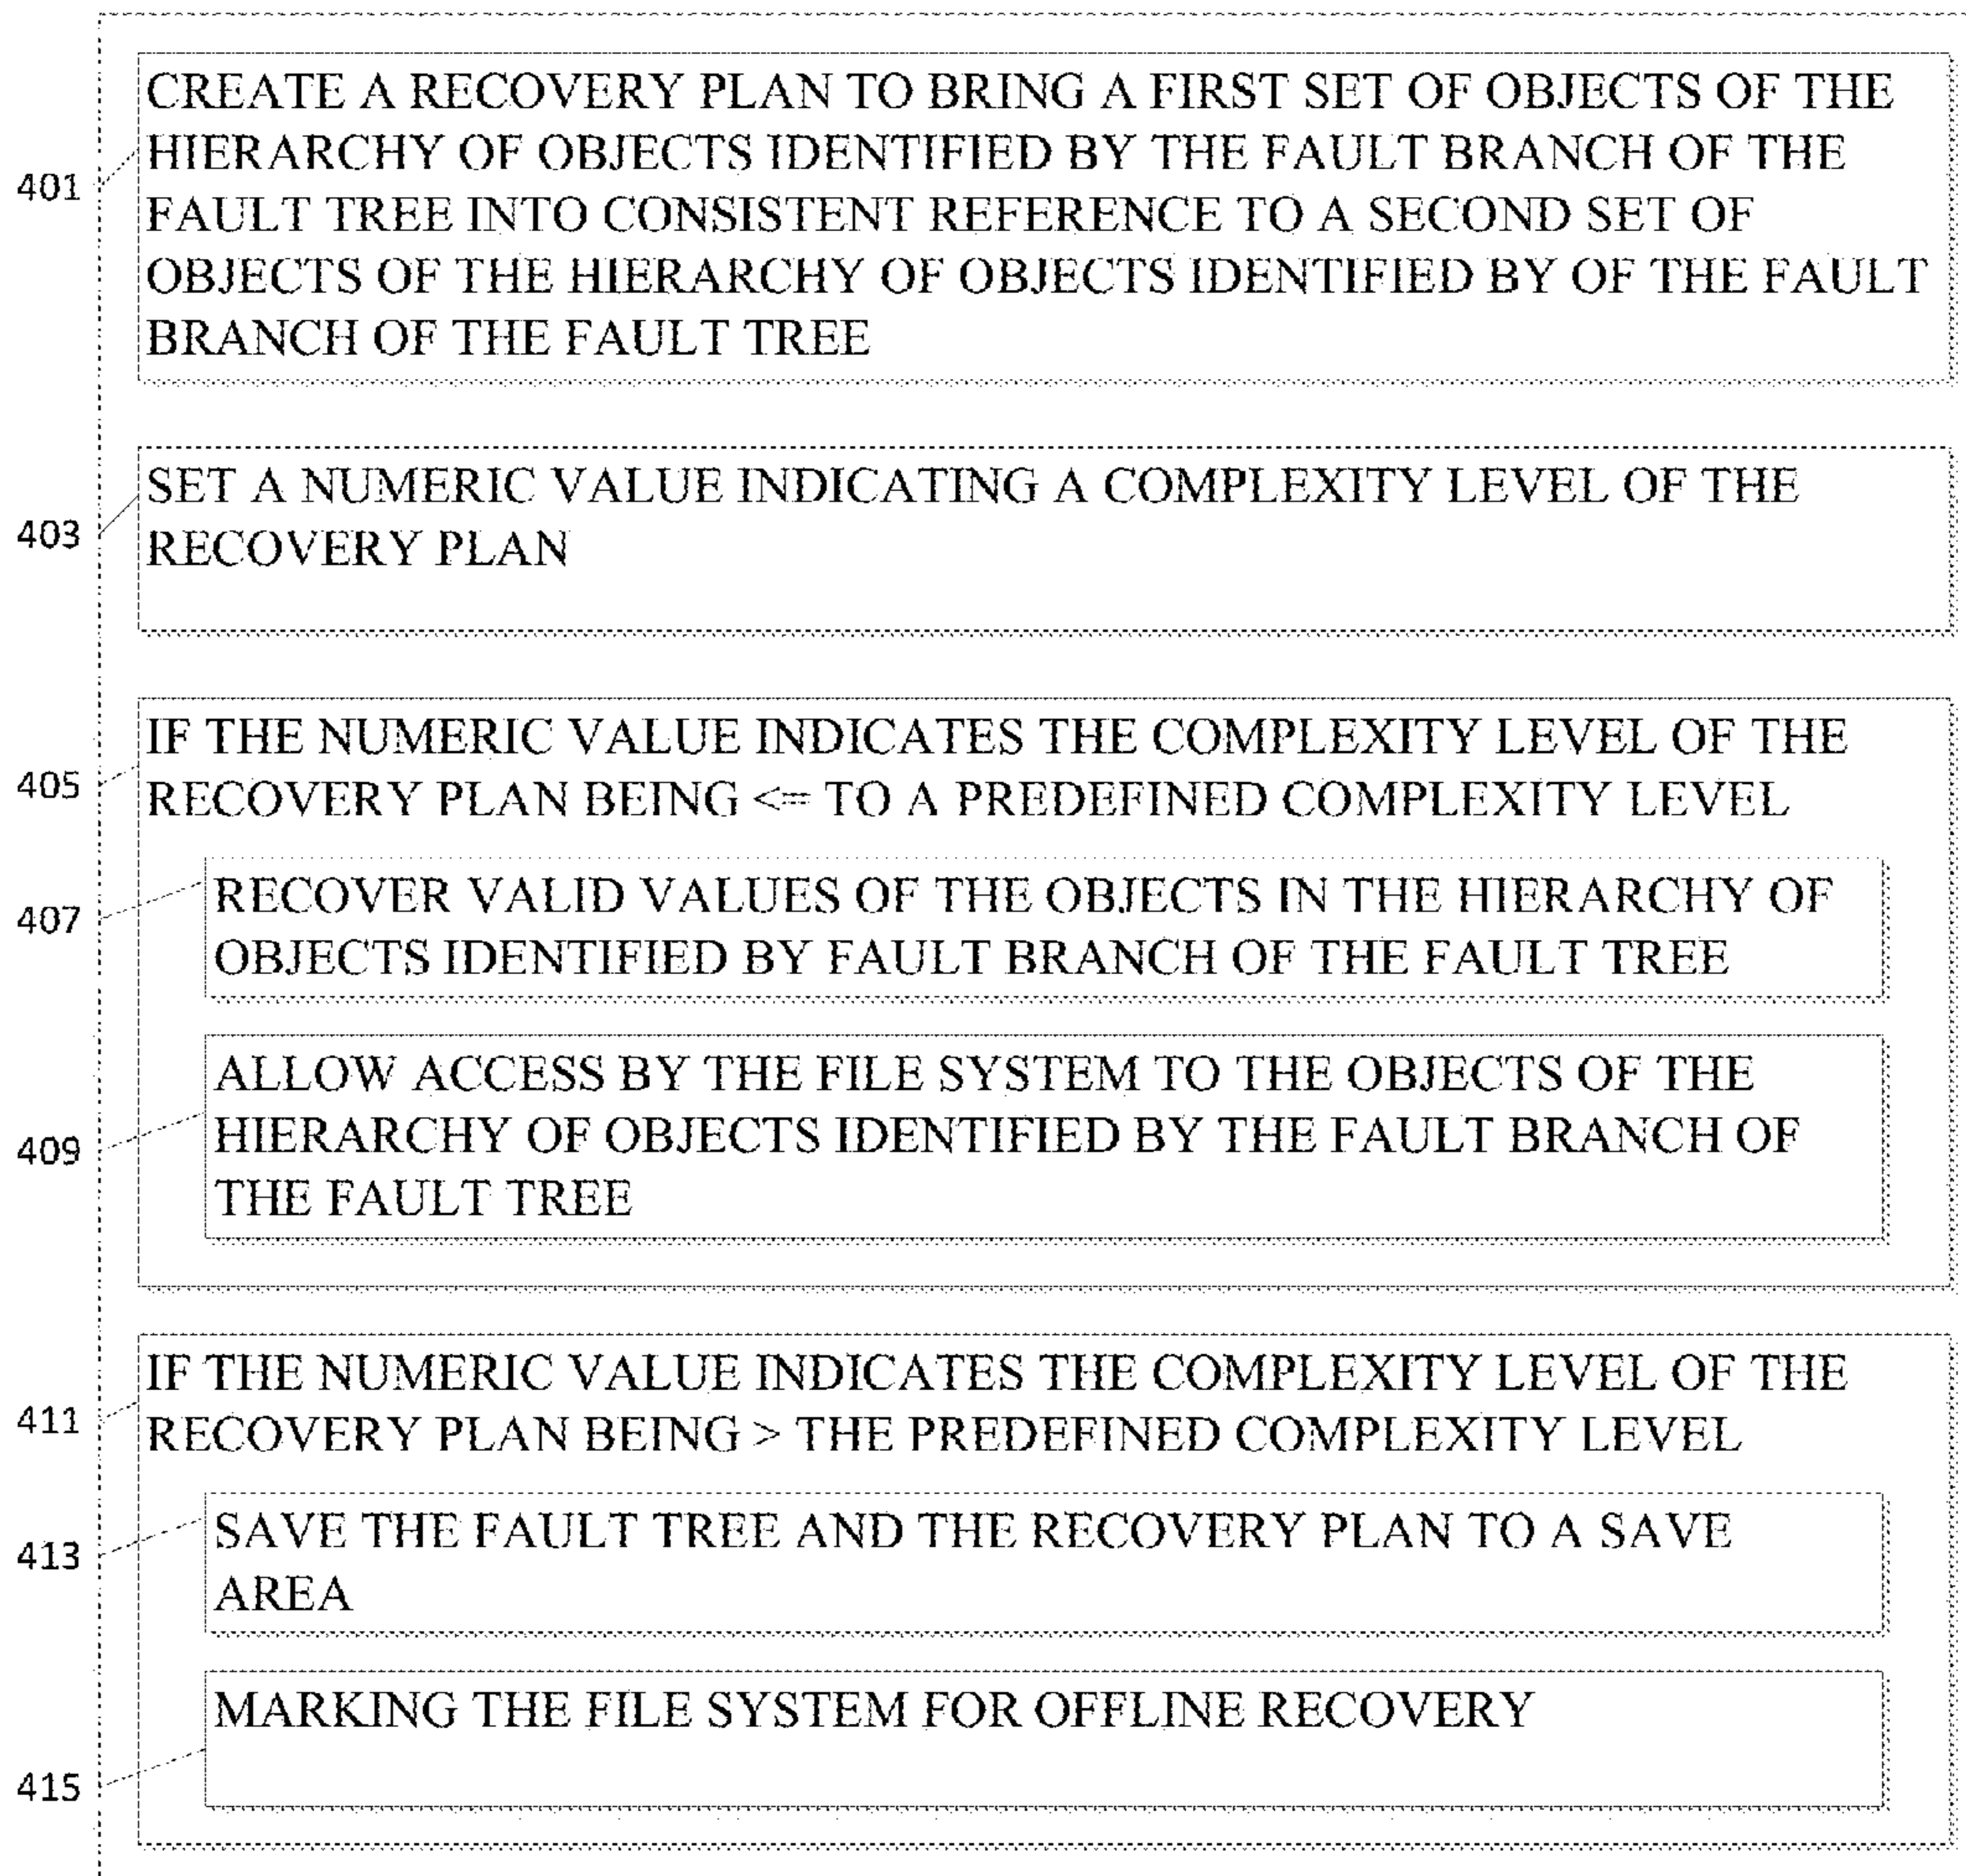 CREATE A RECOVERY PLAN TO BRING A FIRST SET OF OBJECTS OF THE
HIERARCHY OF OBJECTS IDENTIFIED BY THE FAULT BRANCH OF THE
401
FAULT TREE INTO CONSISTENT REFERENCE TO A SECOND SET OF
OBJECTS OF THE HIERARCHY OF OBJECTS IDENTIFIED BY OF THE FAULT
BRANCH OF THE FAULT TREE
SET A NUMERIC VALUE INDICATING A COMPLEXITY LEVEL OF THE
403
RECOVERY PLAN
IF THE NUMERIC VALUE INDICATES THE COMPLEXITY LEVEL OF THE
405
RECOVERY PLAN BEING <= TO A PREDEFINED COMPLEXITY LEVEL
RECOVER VALID VALUES OF THE OBJECTS IN THE HIERARCHY OF
407
OBJECTS IDENTIFIED BY FAULT BRANCH OF THE FAULT TREE
ALLOW ACCESS BY THE FILE SYSTEM TO THE OBJECTS OF THE
HIERARCHY OF OBJECTS IDENTIFIED BY THE FAULT BRANCH OF
409
THE FAULT TREE
IF THE NUMERIC VALUE INDICATES THE COMPLEXITY LEVEL OF THE
411
RECOVERY PLAN BEING > THE PREDEFINED COMPLEXITY LEVEL
SAVE THE FAULT TREE AND THE RECOVERY PLAN TO A SAVE
413
AREA
MARKING THE FILE SYSTEM FOR OFFLINE RECOVERY
415